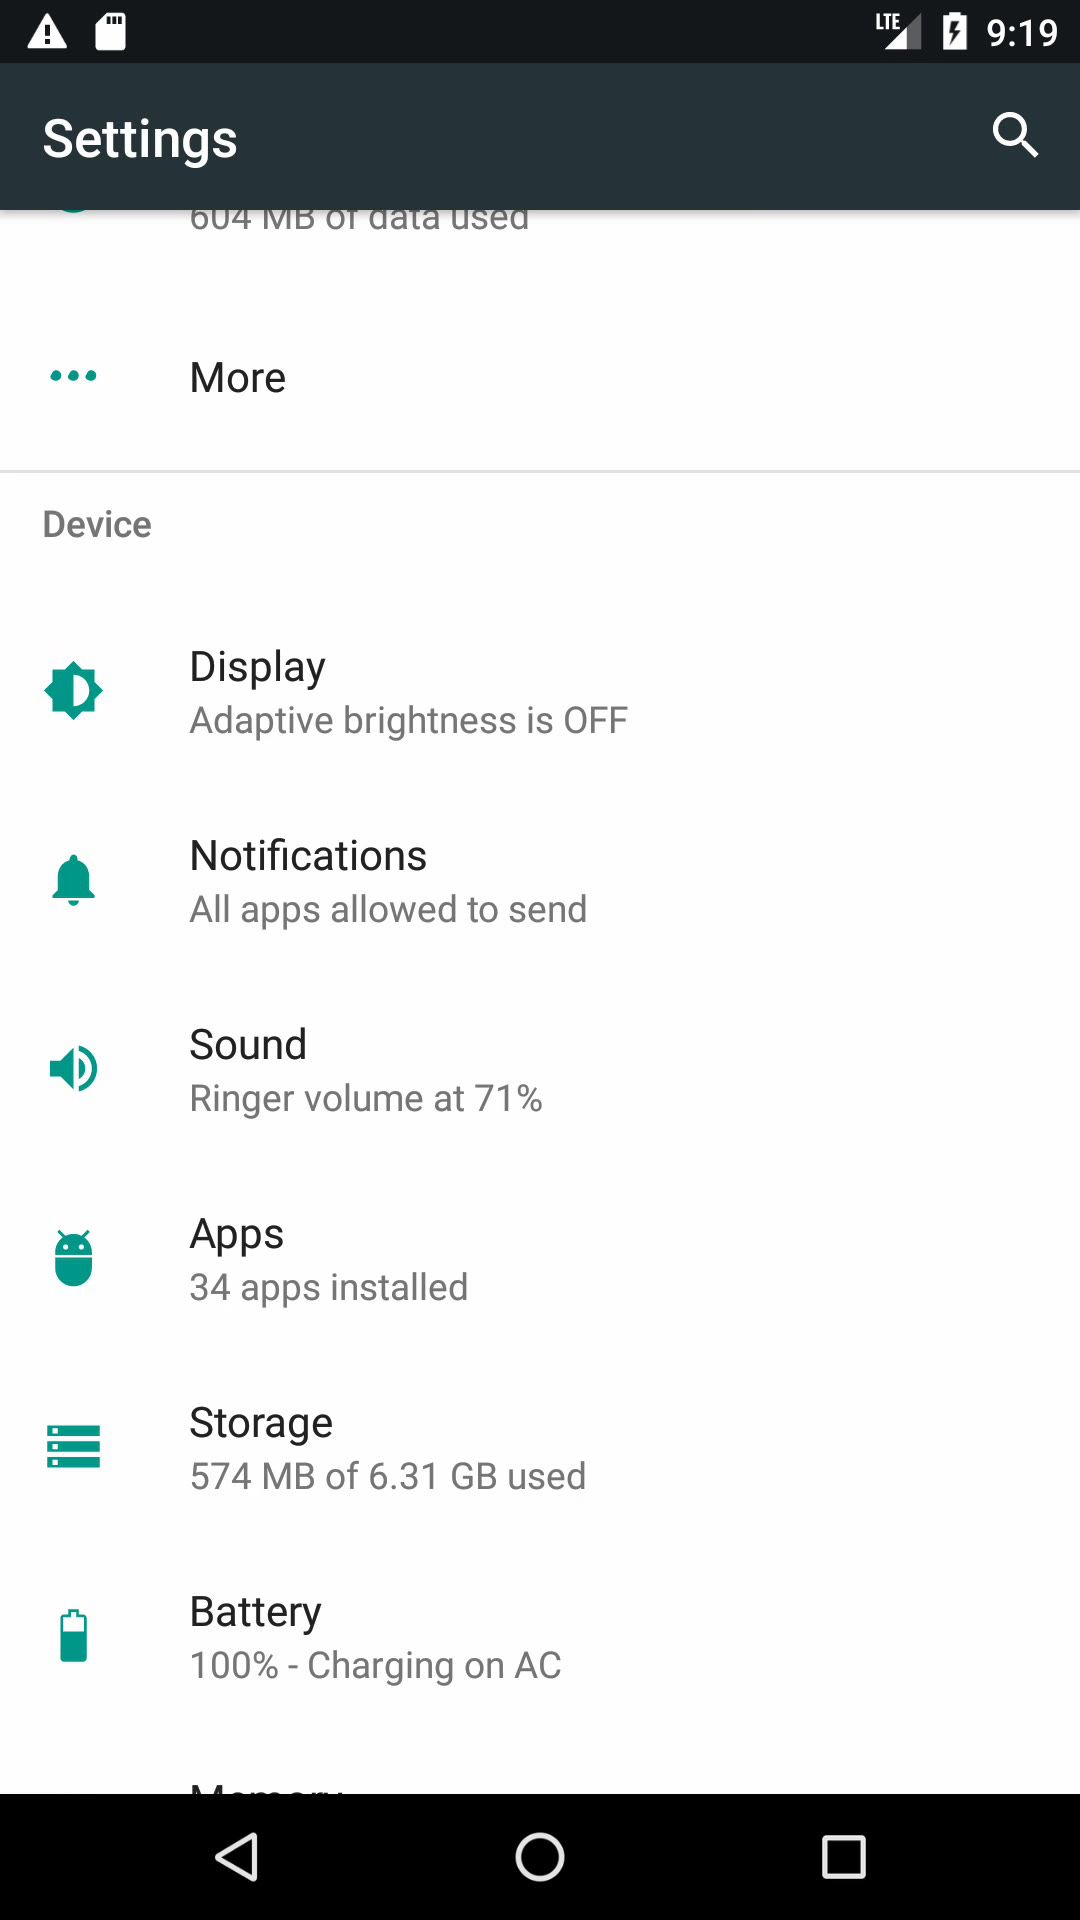 LTE 9:19
Settings
604 MB of data used
More
Device
Display
Adaptive brightness is OFF
Notifications
All apps allowed to send
Sound
Ringer volume at 71%
Apps
34 apps installed
Storage
574 MB of 6.31 GB used
Battery
100% - Charging on AC
Memory